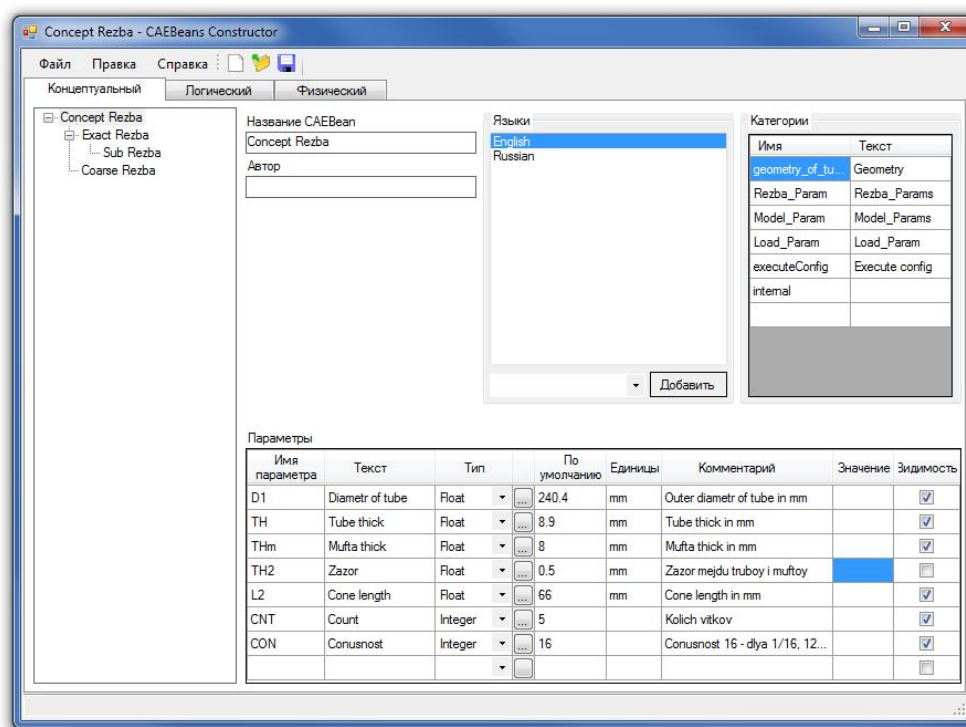 Concept Rezba - CAEBeans Constructor
Файл Правка Справка
Концептуальный Логический Физический
Concept Rezba
Exact Rezba
Sub Rezba
Coarse Rezba
Название CAEBean
Concept Rezba
Автор
Языки
English
Russian
Добавить
Категории
Имя Текст
geometry_of_tu... Geometry
Rezba_Param Rezba_Params
Model_Param Model_Params
Load_Param Load_Param
executeConfig Execute config
internal
Параметры
Имя параметра Текст Тип По умолчанию Единицы Комментарий Значение Видимость
D1 Diametr of tube Float ... 240.4 mm Outer diametr of tube in mm
TH Tube thick Float ... 8.9 mm Tube thick in mm
THm Mufta thick Float ... 8 mm Mufta thick in mm
TH2 Zazor Float ... 0.5 mm Zazor mejdu truboy i muftoy
L2 Cone length Float ... 66 mm Cone length in mm
CNT Count Integer ... 5 Kolich vitkov
CON Conusnost Integer ... 16 Conusnost 16 - dlya 1/16, 12...
...